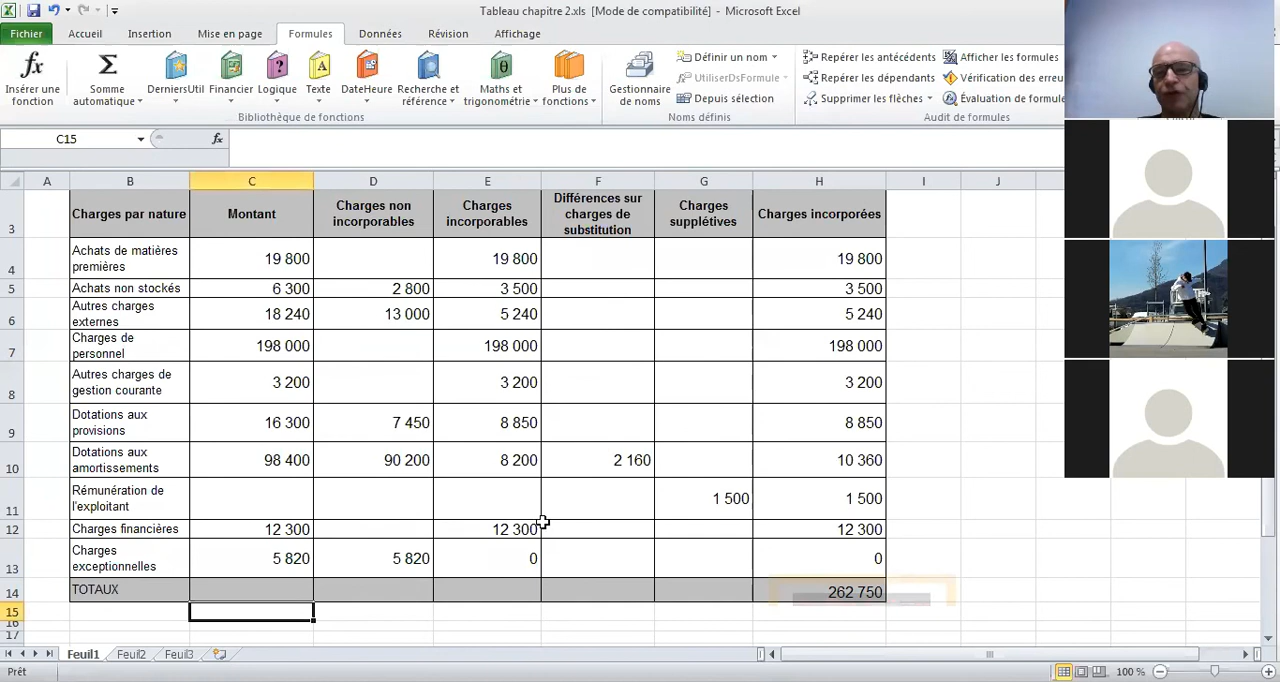 Tableau chapitre 2.xls [Mode de compatibilité] - Microsoft Excel
Fichier Accueil Insertion Mise en page Formules Données Révision Affichage
Insérer une fonction
Somme automatique
DerniersUtil
Financier
Logique
Texte
DateHeure
Recherche et référence
Maths et trigonométrie
Plus de fonctions
Bibliothèque de fonctions
Gestionnaire de noms
Définir un nom
UtiliserDsFormule
Depuis sélection
Noms définis
Repérer les antécédents
Repérer les dépendants
Supprimer les flèches
Afficher les formules
Vérification des erreu
Évaluation de formule
Audit de formules
C15 fx
A B C D E F G H I J
3 Charges par nature Montant Charges non incorporables Charges incorporables Différences sur charges de substitution Charges supplétives Charges incorporées
4 Achats de matières premières 19 800 19 800 19 800
5 Achats non stockés 6 300 2 800 3 500 3 500
6 Autres charges externes 18 240 13 000 5 240 5 240
7 Charges de personnel 198 000 198 000 198 000
8 Autres charges de gestion courante 3 200 3 200 3 200
9 Dotations aux provisions 16 300 7 450 8 850 8 850
10 Dotations aux amortissements 98 400 90 200 8 200 2 160 10 360
11 Rémunération de l'exploitant 1 500 1 500
12 Charges financières 12 300 12 300 12 300
13 Charges exceptionnelles 5 820 5 820 0 0
14 TOTAUX 262 750
15
16
17
Feuil1 Feuil2 Feuil3
Prêt 100 %